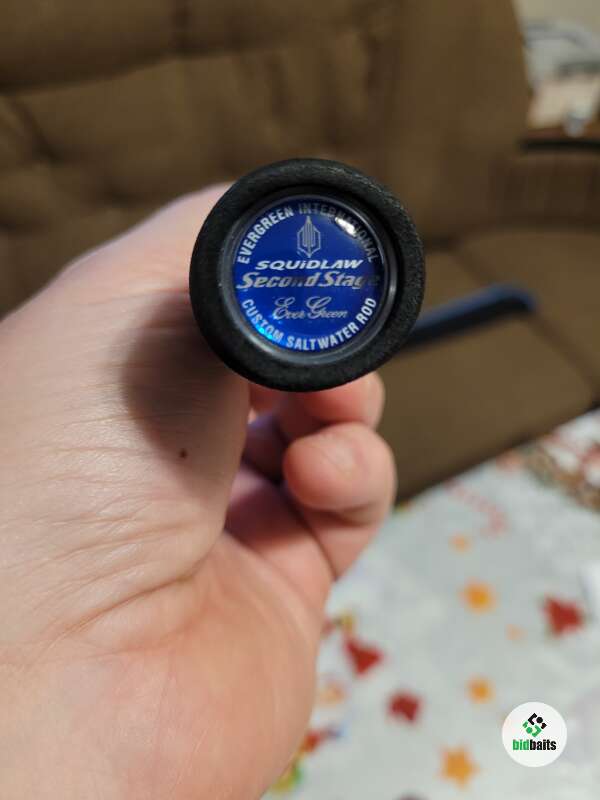 EVERGREEN INTERNATIONAL
SQUiDLAW
Second Stage
Ever Green
CUSTOM SALTWATER ROD
bidbaits